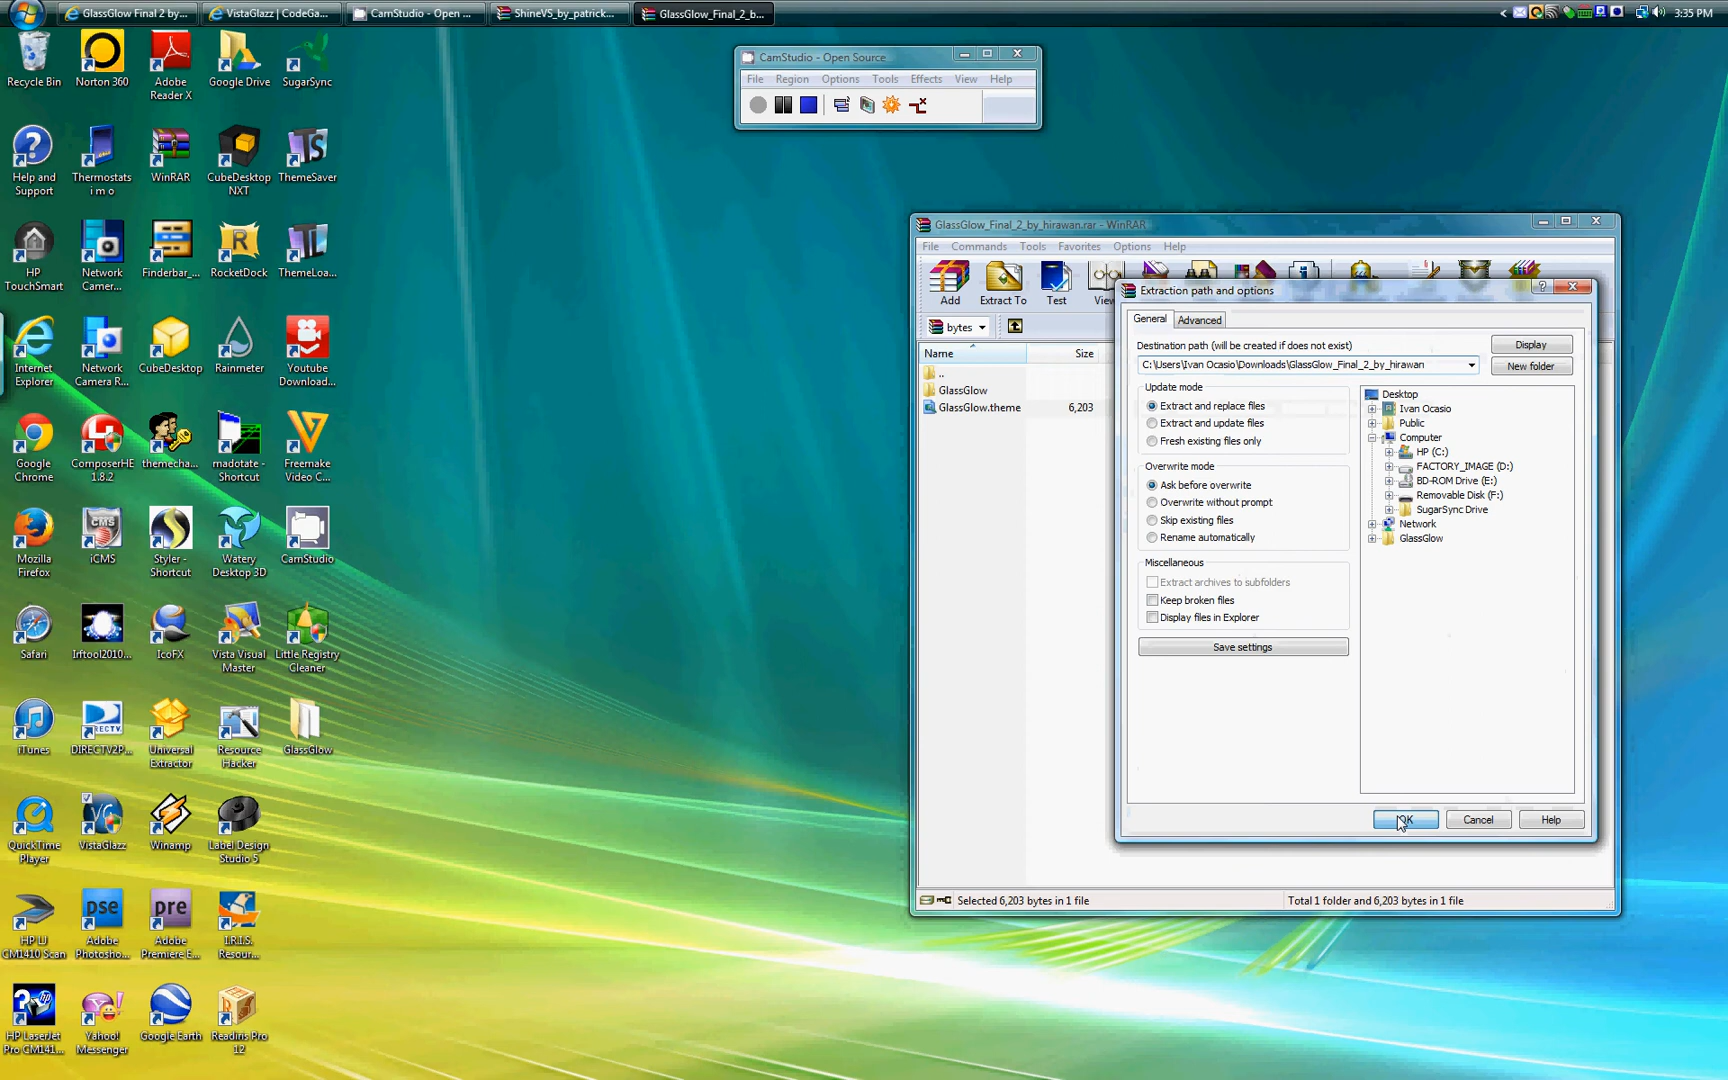 GlassGlow Final 2 by...
VistaGlazz | CodeGa...
CamStudio - Open ...
ShineVS_by_patrick...
GlassGlow_Final_2_b...
3:35 PM
Recycle Bin
Norton 360
Adobe Reader X
Google Drive
SugarSync
Help and Support
Thermostats i m o
WinRAR
CubeDesktop NXT
ThemeSaver
HP TouchSmart
Network Camer...
Finderbar_...
RocketDock
ThemeLoa...
Internet Explorer
Network Camera R...
CubeDesktop
Rainmeter
Youtube Download...
Google Chrome
ComposerHE 1.8.2
themecha...
madotate - Shortcut
Freemake Video C...
Mozilla Firefox
iCMS
Styler - Shortcut
Watery Desktop 3D
CamStudio
Safari
Irftool2010...
IcoFX
Vista Visual Master
Little Registry Cleaner
iTunes
DIRECTV2P...
Universal Extractor
Resource Hacker
GlassGlow
QuickTime Player
VistaGlazz
Winamp
Label Design Studio 5
HP LJ CM1410 Scan
Adobe Photosho...
Adobe Premiere E...
I.R.I.S. Resour...
HP LaserJet Pro CM141...
Yahoo! Messenger
Google Earth
Readiris Pro 12
CamStudio - Open Source
File Region Options Tools Effects View Help
GlassGlow_Final_2_by_hirawan.rar - WinRAR
File Commands Tools Favorites Options Help
Add Extract To Test View
bytes
Name Size
..
GlassGlow
GlassGlow.theme 6,203
Selected 6,203 bytes in 1 file
Total 1 folder and 6,203 bytes in 1 file
Extraction path and options
General Advanced
Destination path (will be created if does not exist)
C:\Users\Ivan Ocasio\Downloads\GlassGlow_Final_2_by_hirawan
Display
New folder
Update mode
Extract and replace files
Extract and update files
Fresh existing files only
Overwrite mode
Ask before overwrite
Overwrite without prompt
Skip existing files
Rename automatically
Miscellaneous
Extract archives to subfolders
Keep broken files
Display files in Explorer
Save settings
Desktop
Ivan Ocasio
Public
Computer
HP (C:)
FACTORY_IMAGE (D:)
BD-ROM Drive (E:)
Removable Disk (F:)
SugarSync Drive
Network
GlassGlow
OK Cancel Help